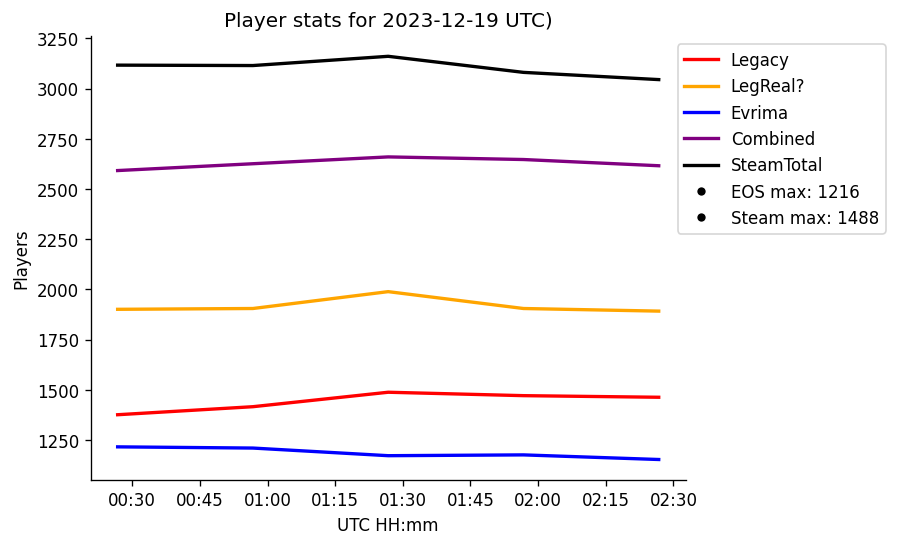 Player stats for 2023-12-19 UTC)
3250
3000
2750
2500
2250
2000
1750
1500
1250
Players
00:30 00:45 01:00 01:15 01:30 01:45 02:00 02:15 02:30
UTC HH:mm
Legacy
LegReal?
Evrima
Combined
SteamTotal
EOS max: 1216
Steam max: 1488